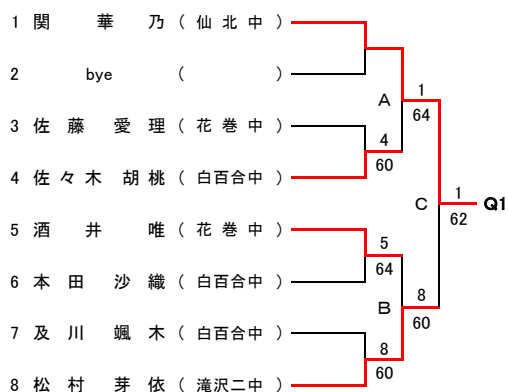 1 関 華 乃 ( 仙 北 中 )
2 bye ( )
3 佐 藤 愛 理 ( 花 巻 中 )
4 佐 々 木 胡 桃 ( 白百合中 )
5 酒 井 唯 ( 花 巻 中 )
6 本 田 沙 織 ( 白百合中 )
7 及 川 颯 木 ( 白百合中 )
8 松 村 芽 依 ( 滝沢二中 )
4
60
5
64
8
60
A
1
64
B
8
60
C
1
62
Q1